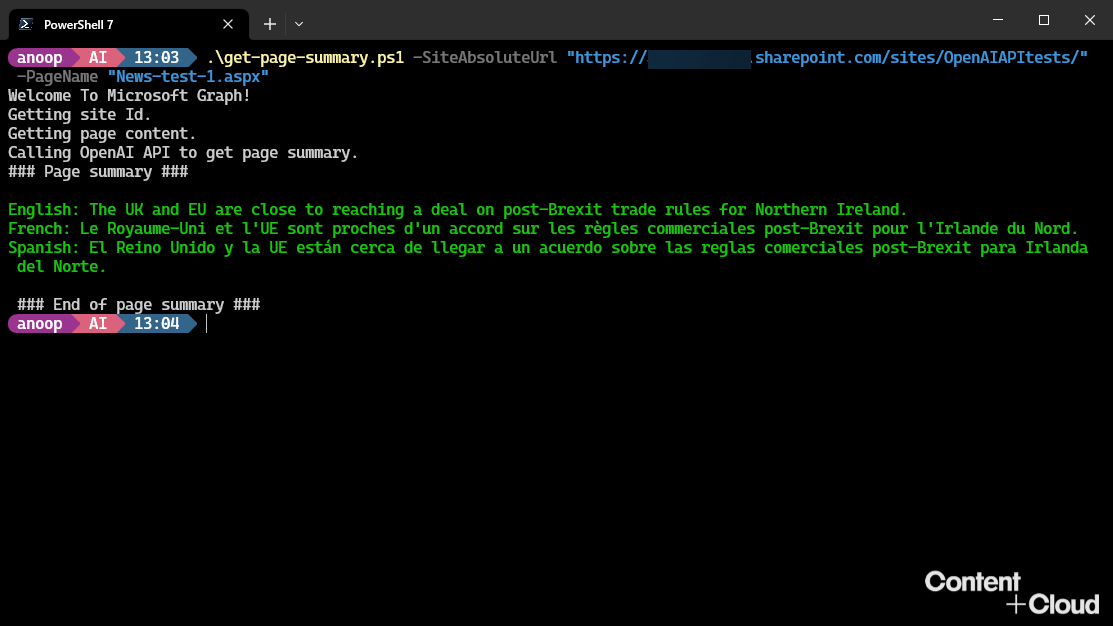 PowerShell 7
anoop AI 13:03 .\get-page-summary.ps1 -SiteAbsoluteUrl "https:// .sharepoint.com/sites/OpenAIAPITests/"
-PageName "News-test-1.aspx"
Welcome To Microsoft Graph!
Getting site Id.
Getting page content.
Calling OpenAI API to get page summary.
### Page summary ###
English: The UK and EU are close to reaching a deal on post-Brexit trade rules for Northern Ireland.
French: Le Royaume-Uni et l'UE sont proches d'un accord sur les règles commerciales post-Brexit pour l'Irlande du Nord.
Spanish: El Reino Unido y la UE están cerca de llegar a un acuerdo sobre las reglas comerciales post-Brexit para Irlanda
del Norte.
### End of page summary ###
anoop AI 13:04
Content
+Cloud